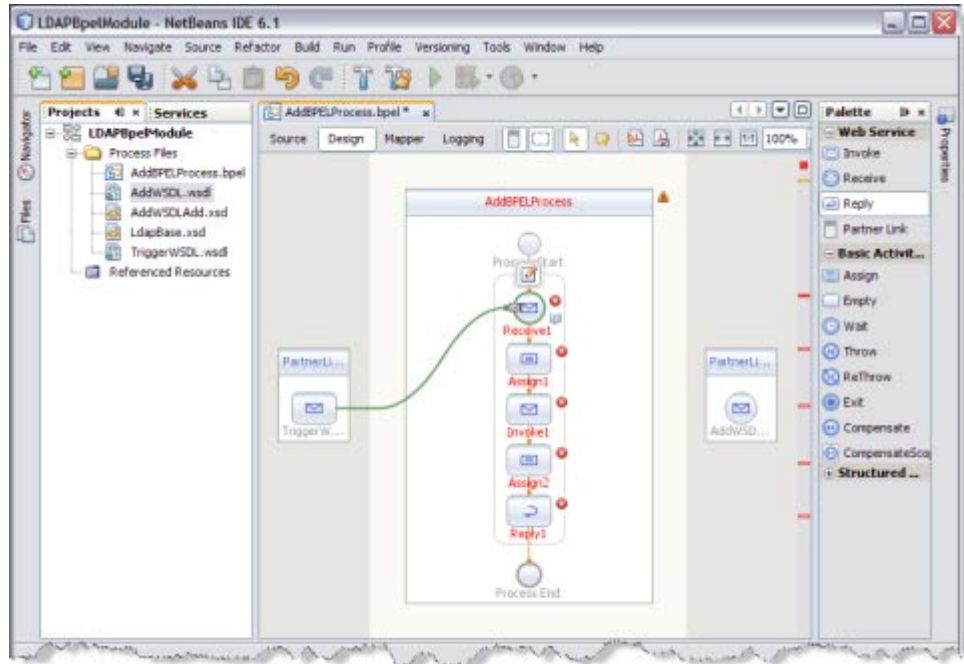 LDAPBpelModule - NetBeans IDE 6.1
File Edit View Navigate Source Refactor Build Run Profile Versioning Tools Window Help
Navigator
Files
Projects
Services
LDAPBpelModule
Process Files
AddBPELProcess.bpel
AddWSDL.wsdl
AddWSDLAdd.xsd
LdapBase.xsd
TriggerWSDL.wsdl
Referenced Resources
AddBPELProcess.bpel *
Source Design Mapper Logging 1:1 100%
AddBPELProcess
Process Start
Receive1
Assign1
Invoke1
Assign2
Reply1
Process End
PartnerLi...
TriggerW...
PartnerLi...
AddWSD...
Palette
Web Service
Invoke
Receive
Reply
Partner Link
Basic Activit...
Assign
Empty
Wait
Throw
ReThrow
Exit
Compensate
CompensateSco
Structured ...
Properties